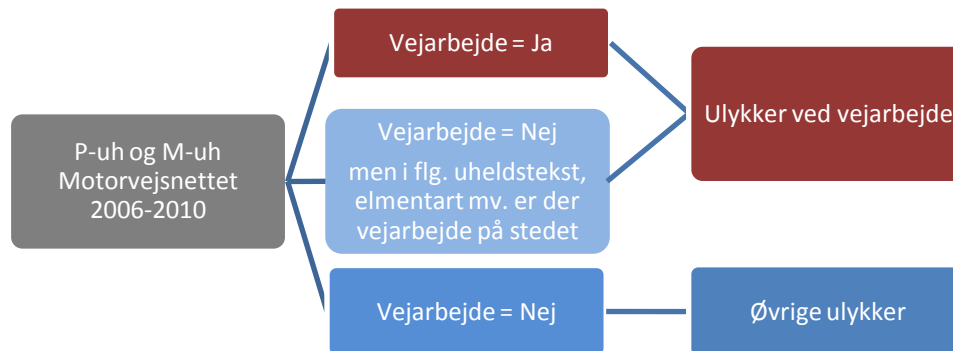 P-uh og M-uh
Motorvejsnettet
2006-2010
Vejarbejde = Ja
Vejarbejde = Nej
men i flg. uheldstekst,
elmentart mv. er der
vejarbejde på stedet
Vejarbejde = Nej
Ulykker ved vejarbejde
Øvrige ulykker